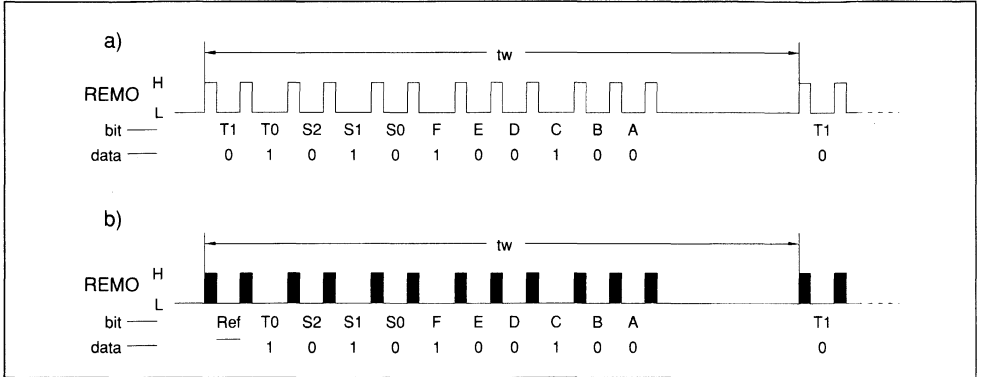 a)
tw
REMO H
L
bit — T1 T0 S2 S1 S0 F E D C B A T1
data — 0 1 0 1 0 1 0 0 1 0 0 0
b)
tw
REMO H
L
bit — Ref T0 S2 S1 S0 F E D C B A T1
data — — 1 0 1 0 1 0 0 1 0 0 0